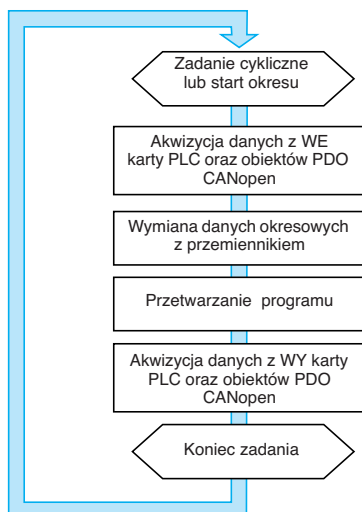 Zadanie cykliczne
lub start okresu
Akwizycja danych z WE
karty PLC oraz obiektów PDO
CANopen
Wymiana danych okresowych
z przemiennikiem
Przetwarzanie programu
Akwizycja danych z WY karty
PLC oraz obiektów PDO
CANopen
Koniec zadania